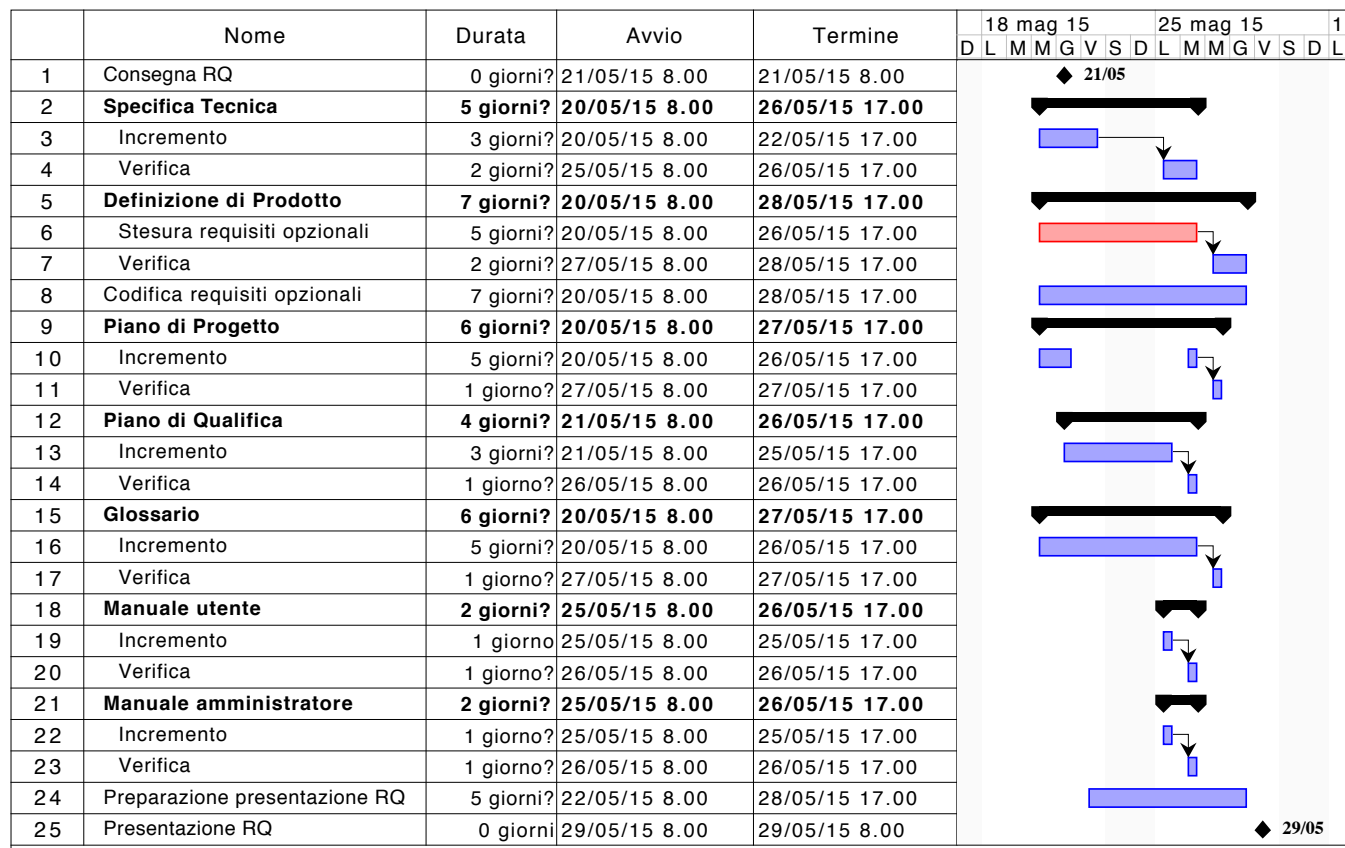 Nome Durata Avvio Termine 18 mag 15 25 mag 15 1
D L M M G V S D L M M G V S D L
1 Consegna RQ 0 giorni? 21/05/15 8.00 21/05/15 8.00 21/05
2 Specifica Tecnica 5 giorni? 20/05/15 8.00 26/05/15 17.00
3 Incremento 3 giorni? 20/05/15 8.00 22/05/15 17.00
4 Verifica 2 giorni? 25/05/15 8.00 26/05/15 17.00
5 Definizione di Prodotto 7 giorni? 20/05/15 8.00 28/05/15 17.00
6 Stesura requisiti opzionali 5 giorni? 20/05/15 8.00 26/05/15 17.00
7 Verifica 2 giorni? 27/05/15 8.00 28/05/15 17.00
8 Codifica requisiti opzionali 7 giorni? 20/05/15 8.00 28/05/15 17.00
9 Piano di Progetto 6 giorni? 20/05/15 8.00 27/05/15 17.00
10 Incremento 5 giorni? 20/05/15 8.00 26/05/15 17.00
11 Verifica 1 giorno? 27/05/15 8.00 27/05/15 17.00
12 Piano di Qualifica 4 giorni? 21/05/15 8.00 26/05/15 17.00
13 Incremento 3 giorni? 21/05/15 8.00 25/05/15 17.00
14 Verifica 1 giorno? 26/05/15 8.00 26/05/15 17.00
15 Glossario 6 giorni? 20/05/15 8.00 27/05/15 17.00
16 Incremento 5 giorni? 20/05/15 8.00 26/05/15 17.00
17 Verifica 1 giorno? 27/05/15 8.00 27/05/15 17.00
18 Manuale utente 2 giorni? 25/05/15 8.00 26/05/15 17.00
19 Incremento 1 giorno 25/05/15 8.00 25/05/15 17.00
20 Verifica 1 giorno? 26/05/15 8.00 26/05/15 17.00
21 Manuale amministratore 2 giorni? 25/05/15 8.00 26/05/15 17.00
22 Incremento 1 giorno? 25/05/15 8.00 25/05/15 17.00
23 Verifica 1 giorno? 26/05/15 8.00 26/05/15 17.00
24 Preparazione presentazione RQ 5 giorni? 22/05/15 8.00 28/05/15 17.00
25 Presentazione RQ 0 giorni 29/05/15 8.00 29/05/15 8.00 29/05